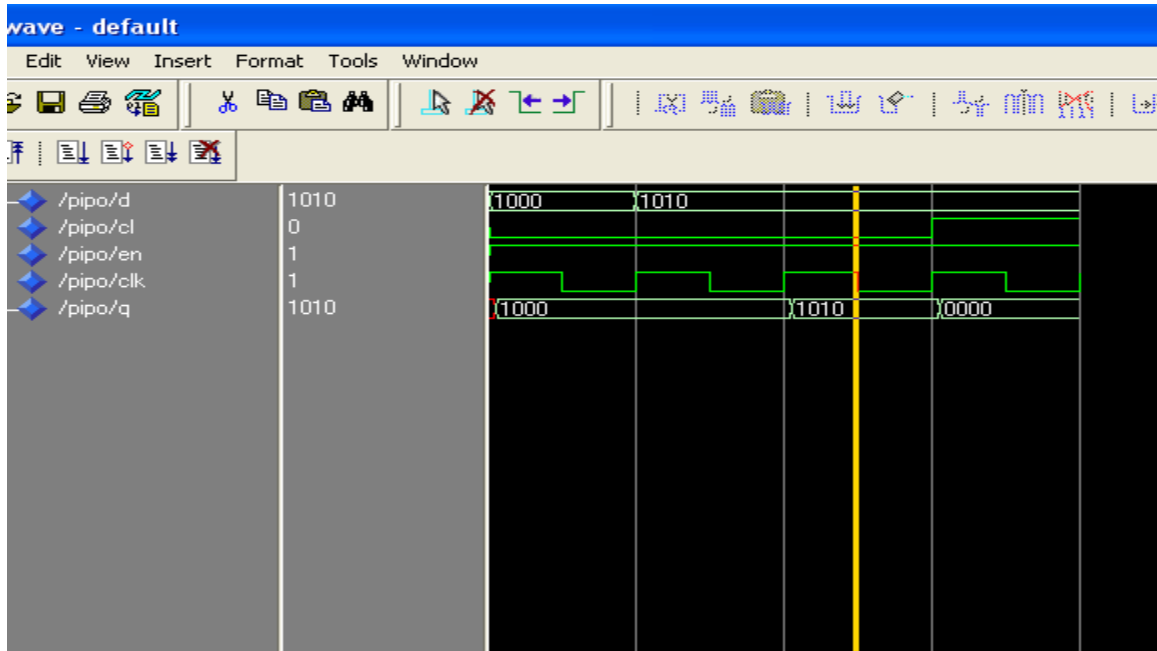 wave - default
Edit View Insert Format Tools Window
/pipo/d 1010 1000 1010
/pipo/cl 0
/pipo/en 1
/pipo/clk 1
/pipo/q 1010 1000 1010 0000